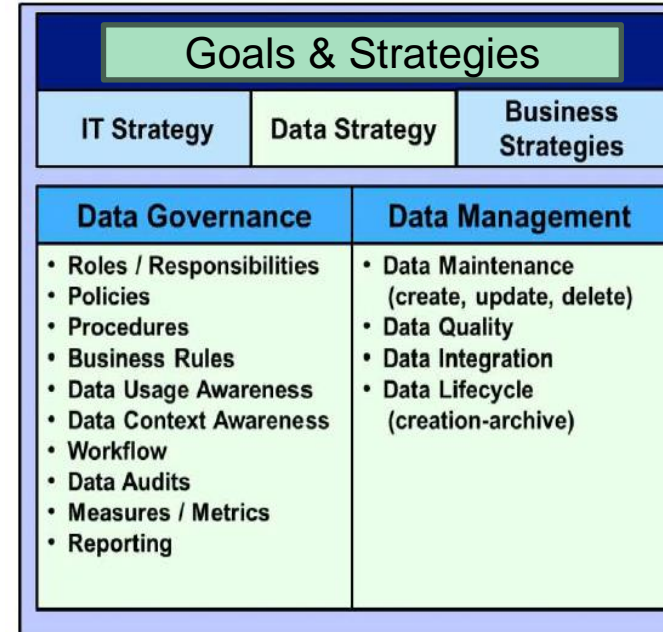 Goals & Strategies
IT Strategy
Data Strategy
Business
Strategies
Data Governance
• Roles / Responsibilities
• Policies
• Procedures
• Business Rules
• Data Usage Awareness
• Data Context Awareness
• Workflow
• Data Audits
• Measures / Metrics
• Reporting
Data Management
• Data Maintenance
(create, update, delete)
• Data Quality
• Data Integration
• Data Lifecycle
(creation-archive)